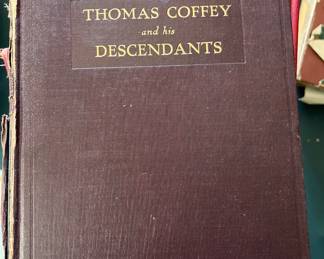 THOMAS COFFEY
and his
DESCENDANTS